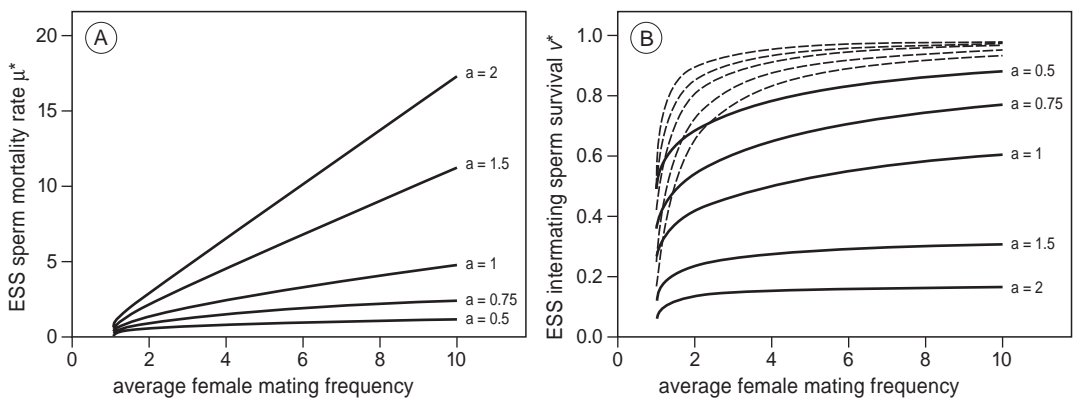 A
ESS sperm mortality rate μ*
20
15
10
5
0
a = 2
a = 1.5
a = 1
a = 0.75
a = 0.5
0 2 4 6 8 10
average female mating frequency
B
ESS intermating sperm survival v*
1.0
0.8
0.6
0.4
0.2
0.0
a = 0.5
a = 0.75
a = 1
a = 1.5
a = 2
0 2 4 6 8 10
average female mating frequency